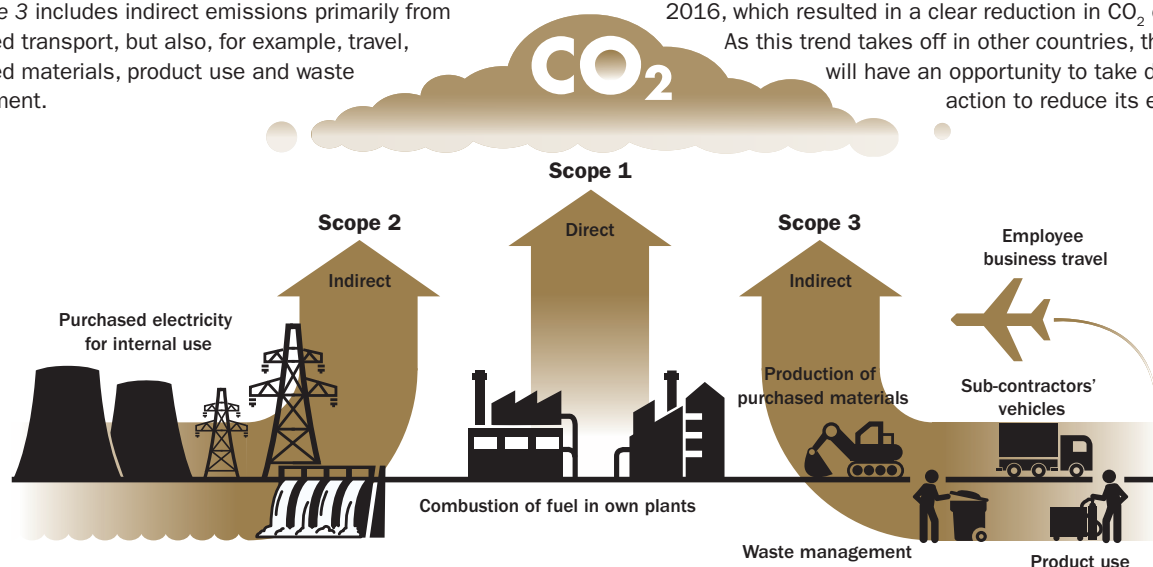 e 3 includes indirect emissions primarily from
ed transport, but also, for example, travel,
ed materials, product use and waste
ment.
2016, which resulted in a clear reduction in CO₂
As this trend takes off in other countries, th
will have an opportunity to take d
action to reduce its e
CO₂
Scope 1
Direct
Scope 2
Indirect
Scope 3
Indirect
Employee
business travel
Purchased electricity
for internal use
Production of
purchased materials
Sub-contractors’
vehicles
Combustion of fuel in own plants
Waste management
Product use